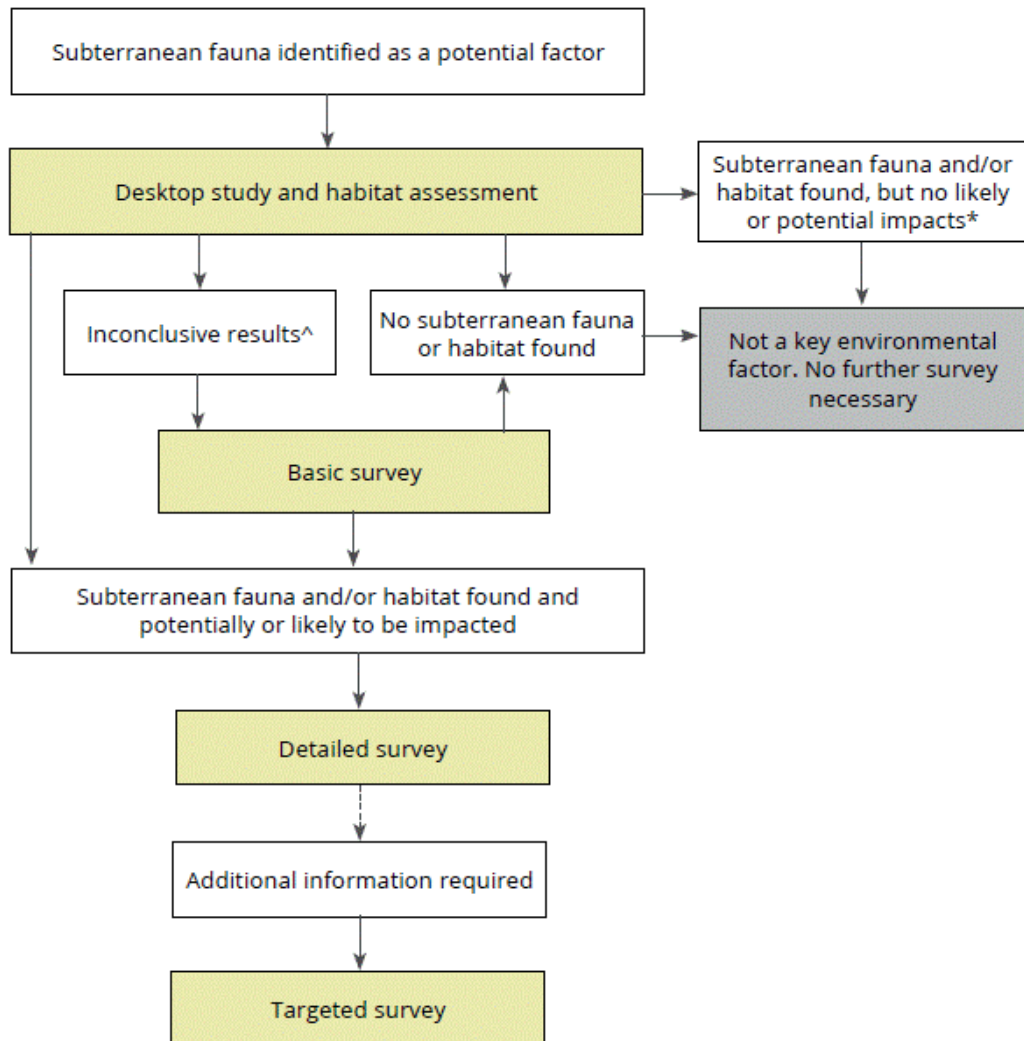 Subterranean fauna identified as a potential factor
Desktop study and habitat assessment
Subterranean fauna and/or
habitat found, but no likely
or potential impacts*
Inconclusive results^
No subterranean fauna
or habitat found
Not a key environmental
factor. No further survey
necessary
Basic survey
Subterranean fauna and/or habitat found and
potentially or likely to be impacted
Detailed survey
Additional information required
Targeted survey